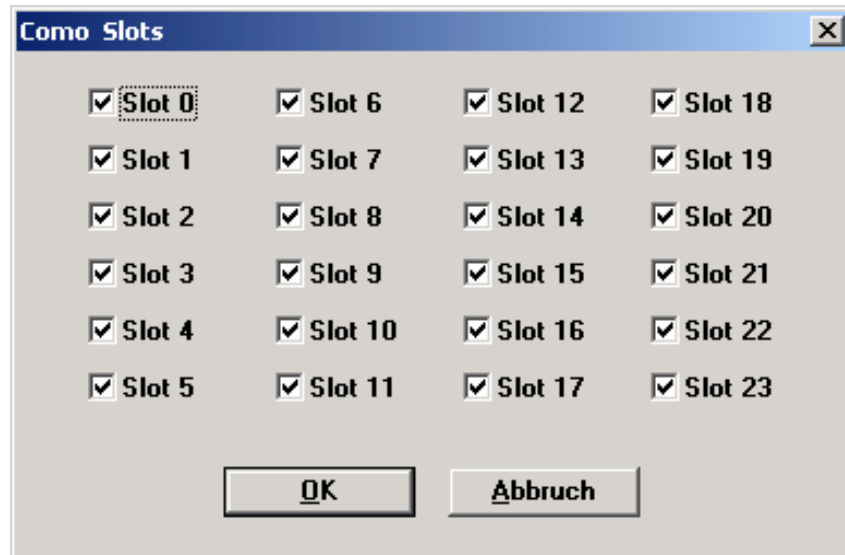 Como Slots
Slot 0 Slot 6 Slot 12 Slot 18
Slot 1 Slot 7 Slot 13 Slot 19
Slot 2 Slot 8 Slot 14 Slot 20
Slot 3 Slot 9 Slot 15 Slot 21
Slot 4 Slot 10 Slot 16 Slot 22
Slot 5 Slot 11 Slot 17 Slot 23
OK Abbruch